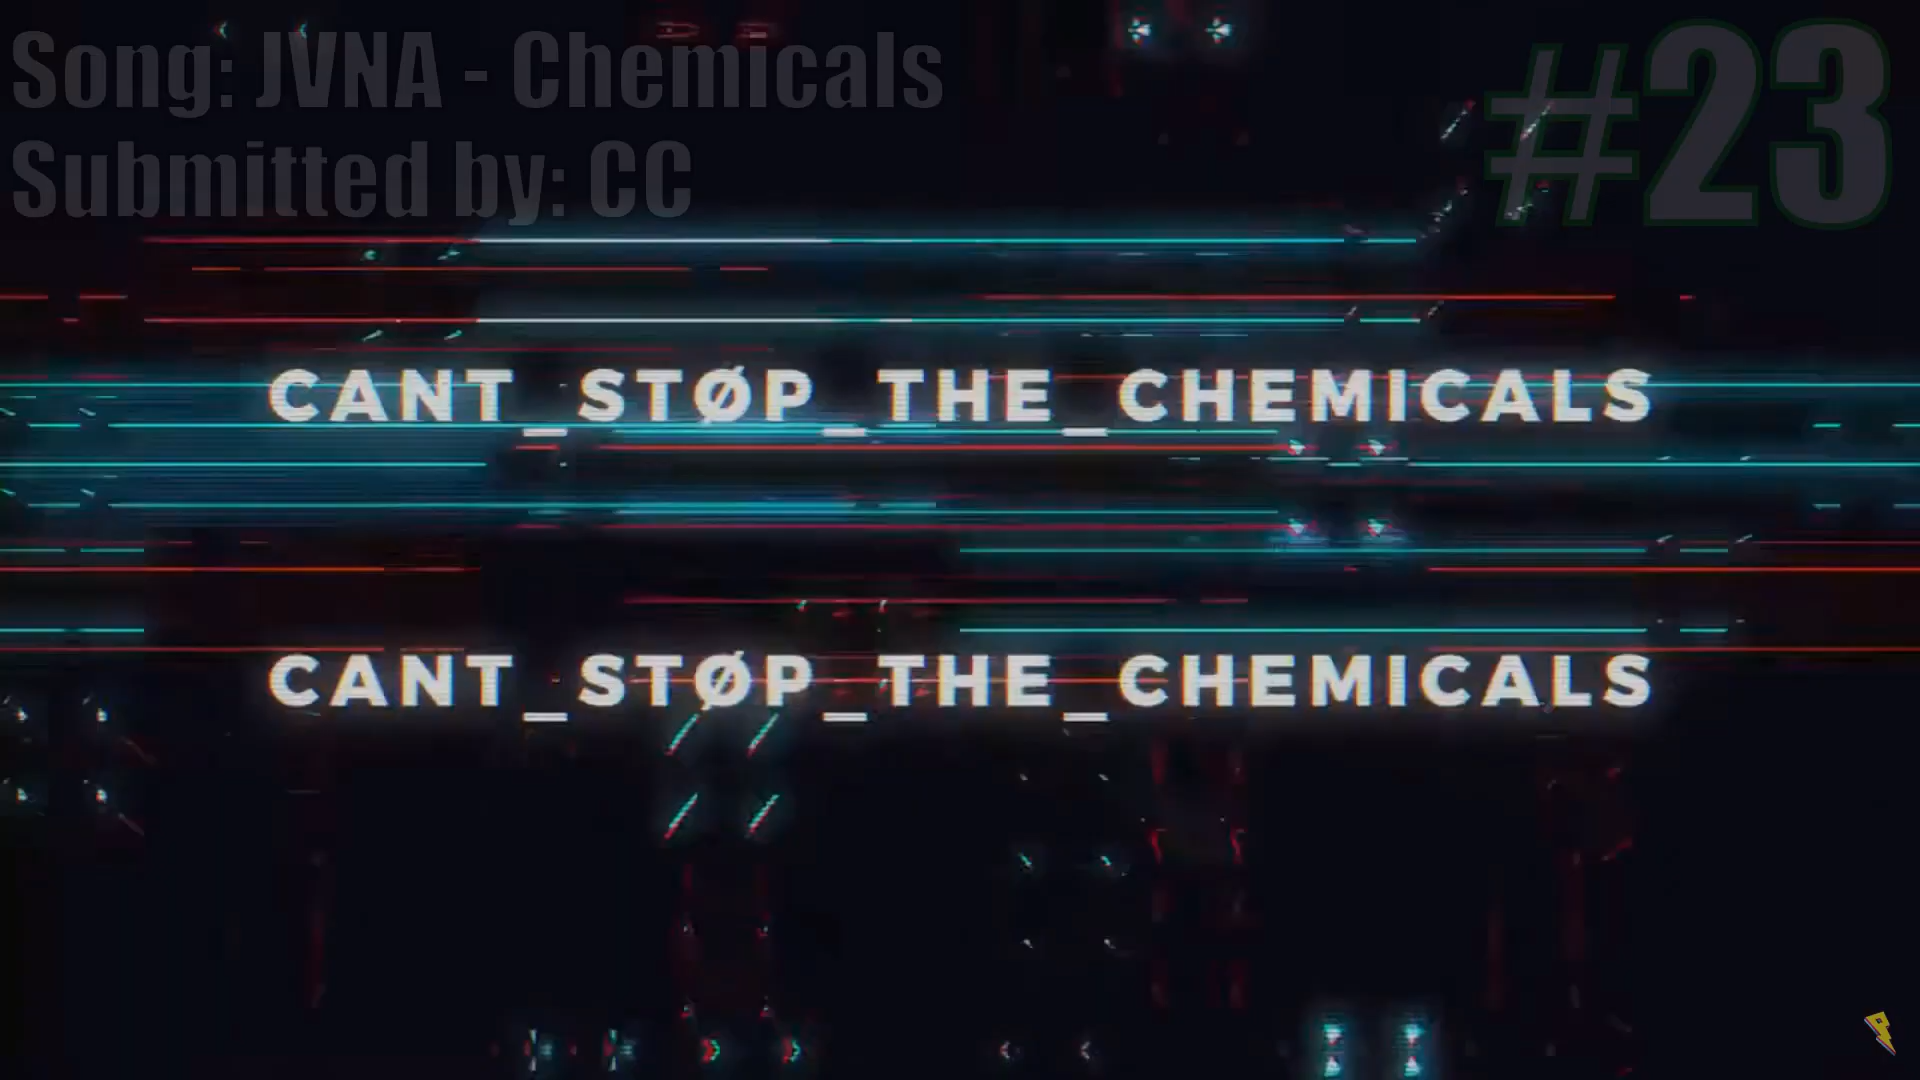 Song: JVNA - Chemicals
#23
Submitted by: CC
CANT_STØP_THE_CHEMICALS
CANT_STØP_THE_CHEMICALS